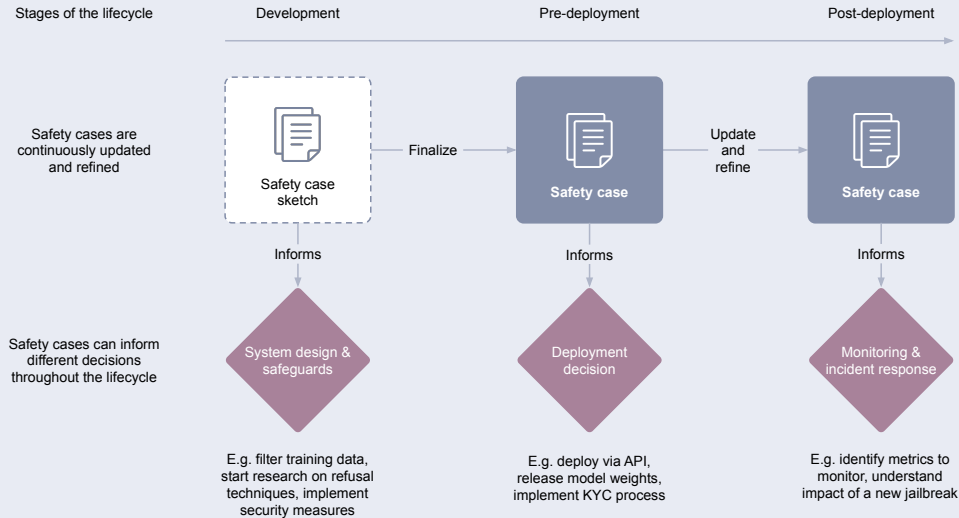 Stages of the lifecycle
Development
Pre-deployment
Post-deployment
Safety cases are
continuously updated
and refined
Safety case
sketch
Finalize
Safety case
Update
and
refine
Safety case
Informs
Informs
Informs
Safety cases can inform
different decisions
throughout the lifecycle
System design &
safeguards
Deployment
decision
Monitoring &
incident response
E.g. filter training data,
start research on refusal
techniques, implement
security measures
E.g. deploy via API,
release model weights,
implement KYC process
E.g. identify metrics to
monitor, understand
impact of a new jailbreak